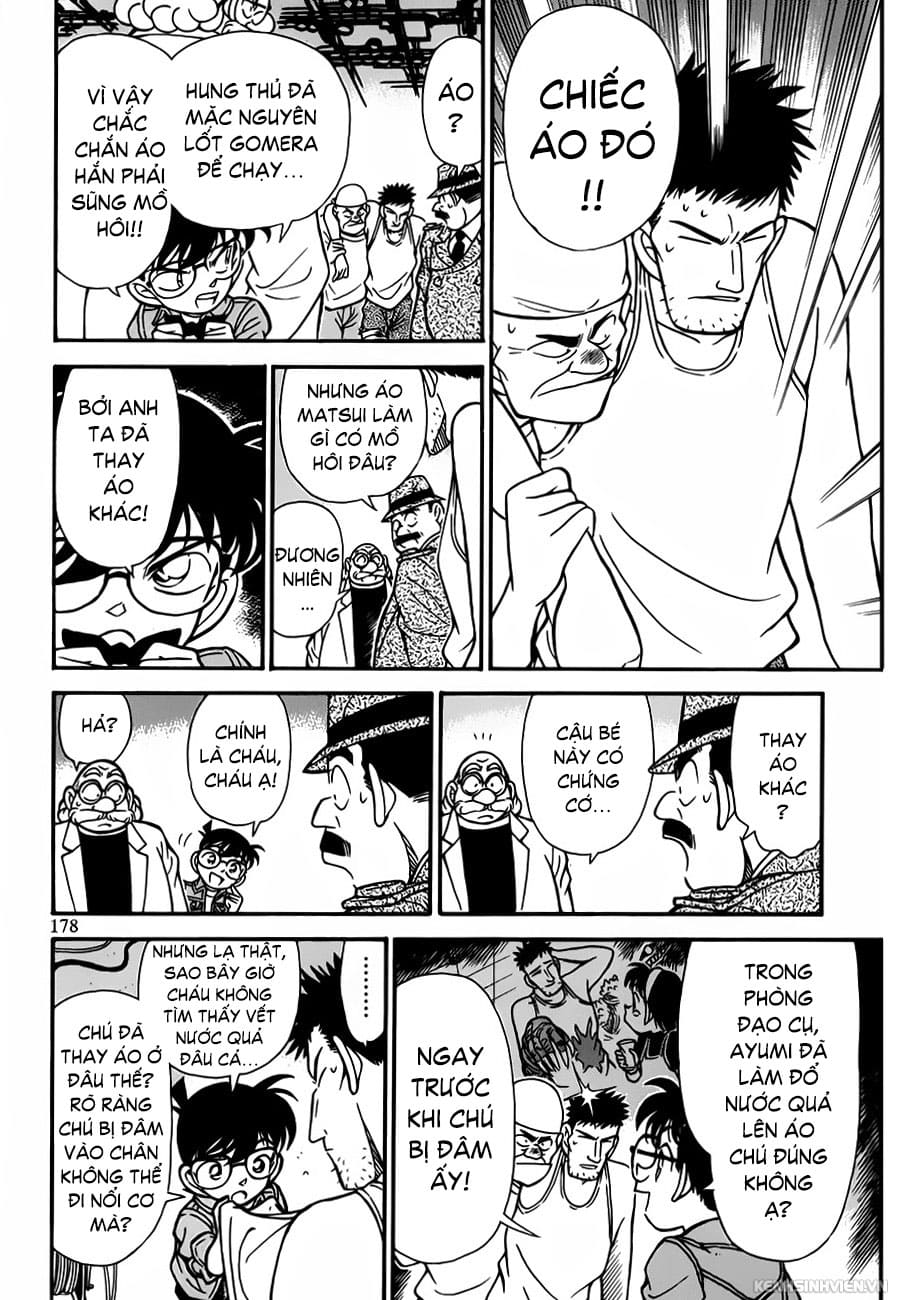 CHIẾC
ÁO ĐÓ
!!
ÁO
?
HUNG THỦ ĐÃ
MẶC NGUYÊN
LỐT GOMERA
ĐỂ CHẠY...
VÌ VẬY
CHẮC
CHẮN ÁO
HẮN PHẢI
SŨNG MỒ
HÔI!!
NHƯNG ÁO
MATSUI LÀM
GÌ CÓ MỒ
HÔI ĐÂU?
ĐƯƠNG
NHIÊN
...
BỞI ANH
TA ĐÃ
THAY
ÁO
KHÁC!
THAY
ÁO
KHÁC
?
CẬU BÉ
NÀY CÓ
CHỨNG
CỚ...
CHÍNH
LÀ CHÁU,
CHÁU Ạ!
HẢ?
178
TRONG
PHÒNG
ĐẠO CỤ,
AYUMI ĐÃ
LÀM ĐỔ
NƯỚC QUẢ
LÊN ÁO
CHÚ ĐÚNG
KHÔNG
Ạ?
NGAY
TRƯỚC
KHI CHÚ
BỊ ĐÂM
ẤY!
.........
NHƯNG LẠ THẬT,
SAO BÂY GIỜ
CHÁU KHÔNG
TÌM THẤY VẾT
NƯỚC QUẢ
ĐÂU CẢ...
CHÚ ĐÃ
THAY ÁO Ở
ĐÂU THẾ?
RÕ RÀNG
CHÚ BỊ ĐÂM
VÀO CHÂN
KHÔNG THỂ
ĐI NỔI CƠ
MÀ?
KENHSINHVIEN.VN